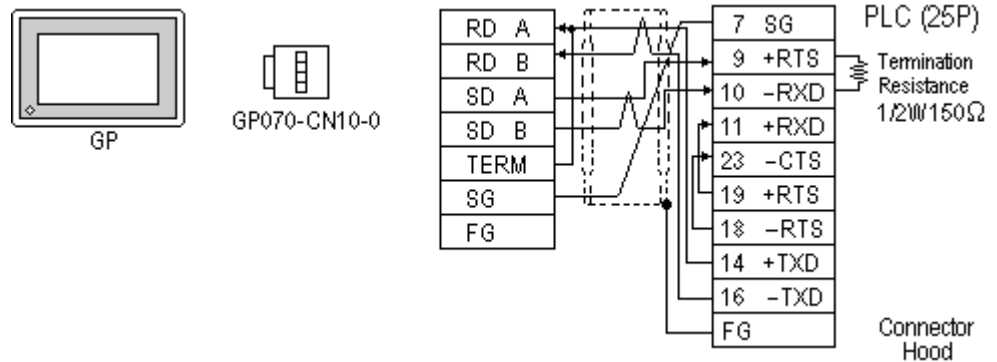 GP
GP070-CN10-0
RD A
RD B
SD A
SD B
TERM
SG
FG
PLC (25P)
7 SG
9 +RTS
10 -RXD
11 +RXD
23 -CTS
19 +RTS
18 -RTS
14 +TXD
16 -TXD
FG
Termination
Resistance
1/2W150Ω
Connector
Hood